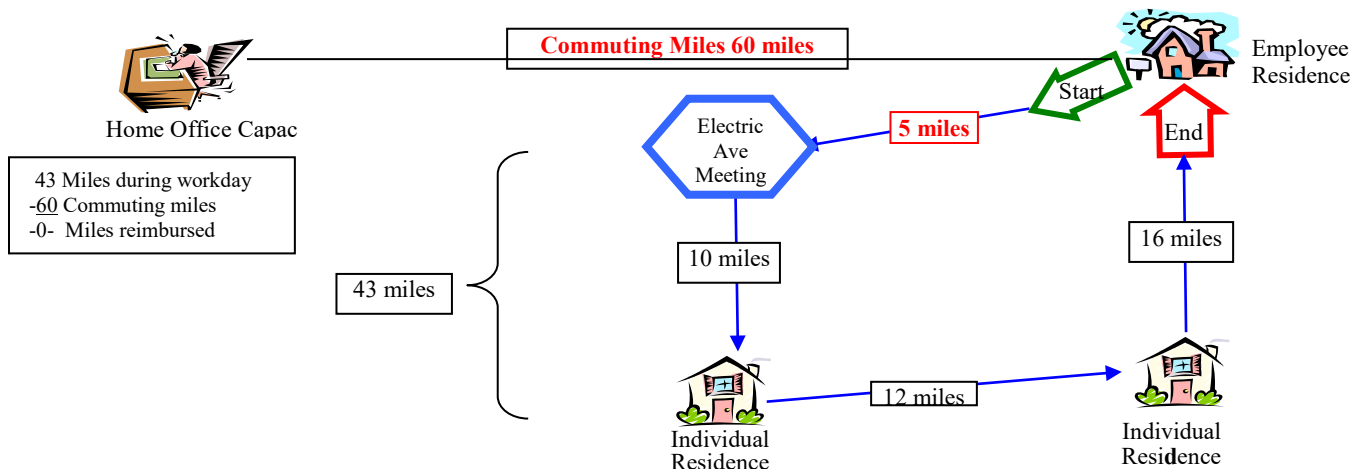 Commuting Miles 60 miles
Employee
Residence
Start
Home Office Capac
Electric
Ave
Meeting
5 miles
End
43 Miles during workday
-60 Commuting miles
-0- Miles reimbursed
10 miles
16 miles
43 miles
12 miles
Individual
Residence
Individual
Residence